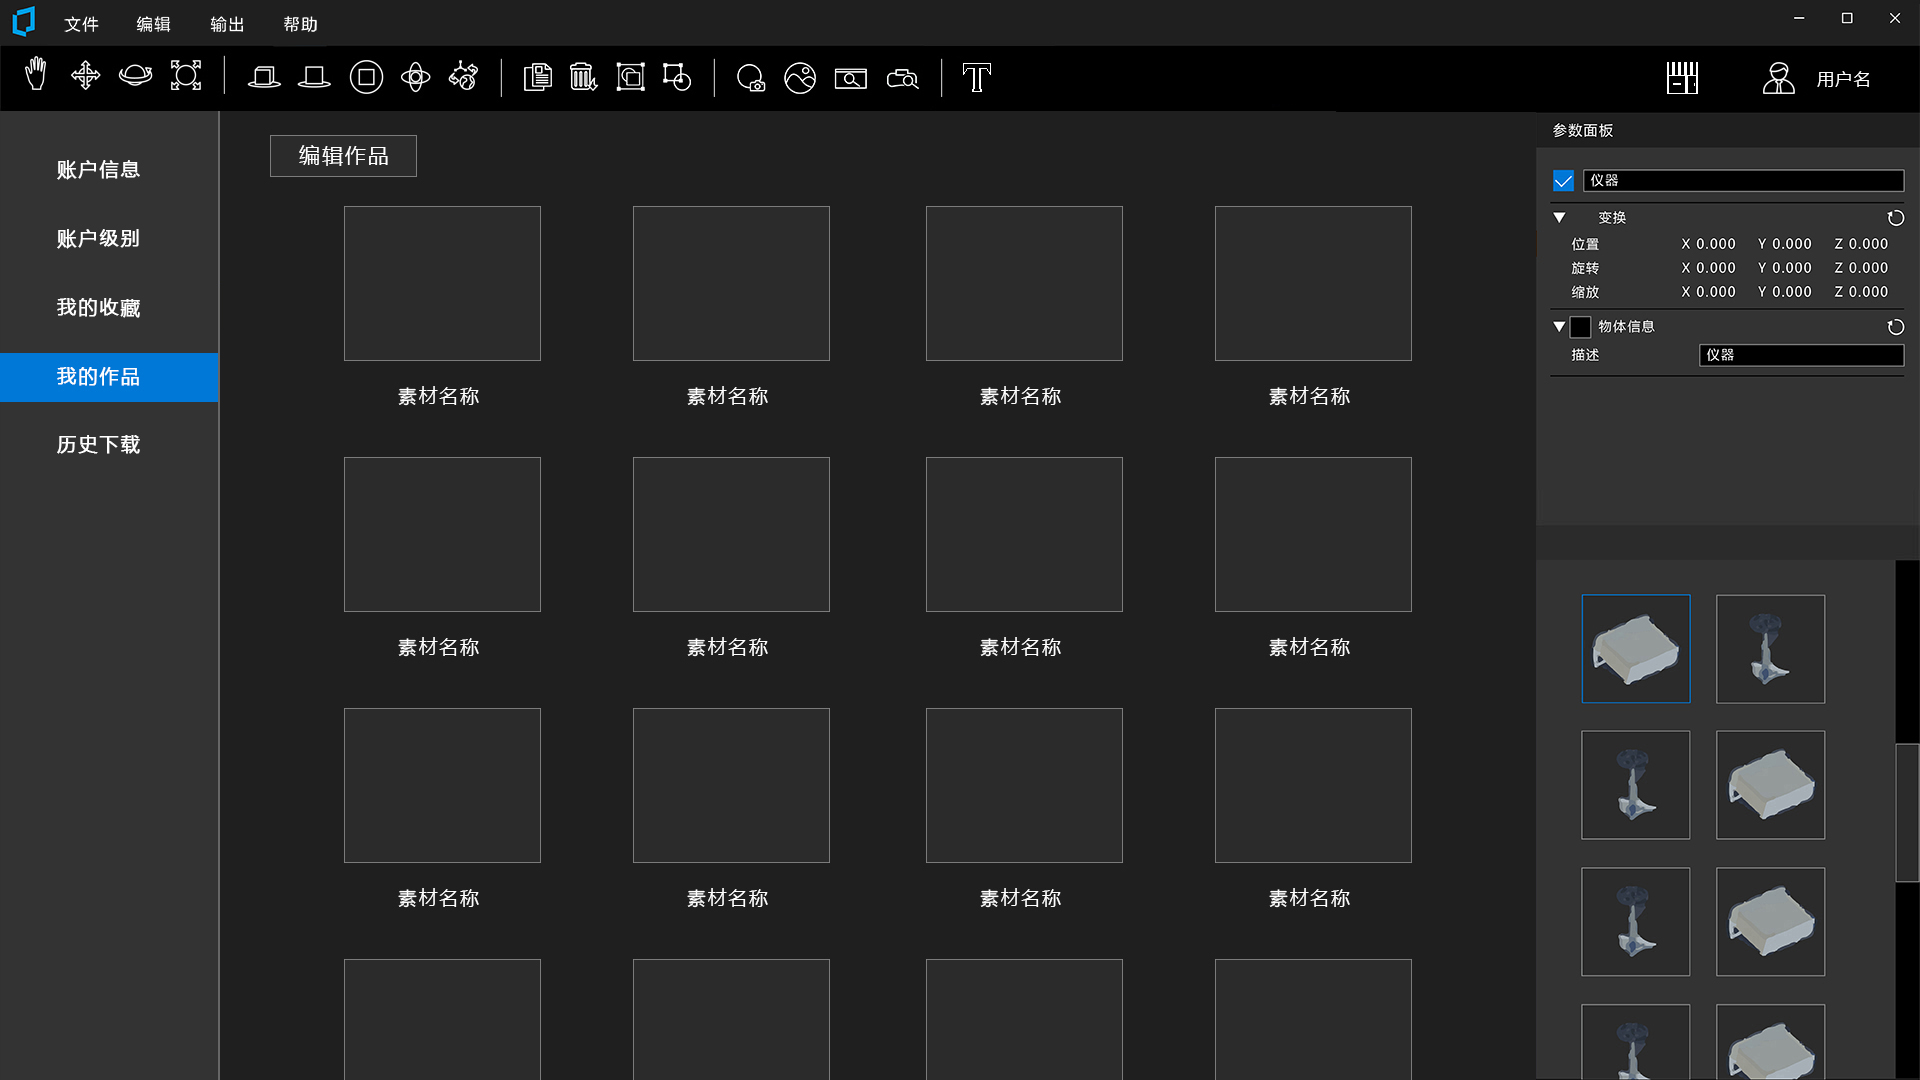 文件 编辑 输出 帮助
用户名
账户信息
账户级别
我的收藏
我的作品
历史下载
编辑作品
素材名称 素材名称 素材名称 素材名称
素材名称 素材名称 素材名称 素材名称
素材名称 素材名称 素材名称 素材名称
参数面板
仪器
变换
位置 X 0.000 Y 0.000 Z 0.000
旋转 X 0.000 Y 0.000 Z 0.000
缩放 X 0.000 Y 0.000 Z 0.000
物体信息
描述 仪器